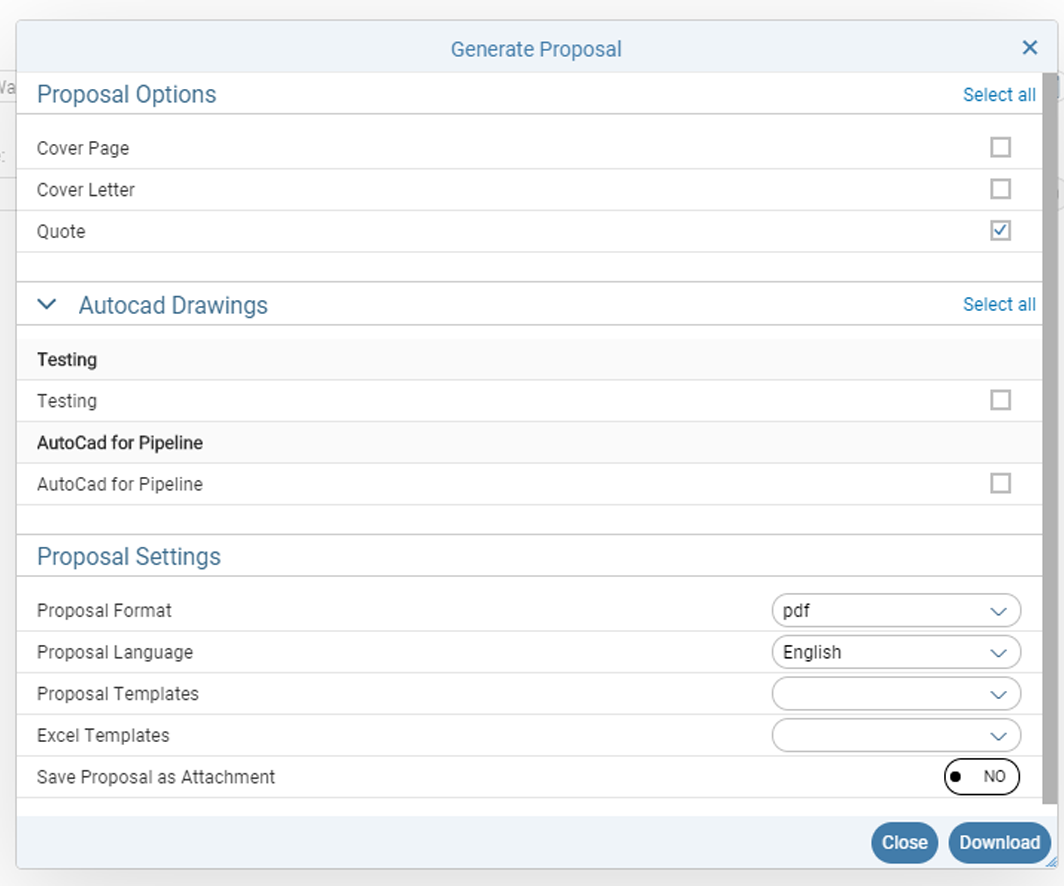 Generate Proposal
Proposal Options Select all
Cover Page
Cover Letter
Quote
Autocad Drawings Select all
Testing
Testing
AutoCad for Pipeline
AutoCad for Pipeline
Proposal Settings
Proposal Format pdf
Proposal Language English
Proposal Templates
Excel Templates
Save Proposal as Attachment NO
Close Download